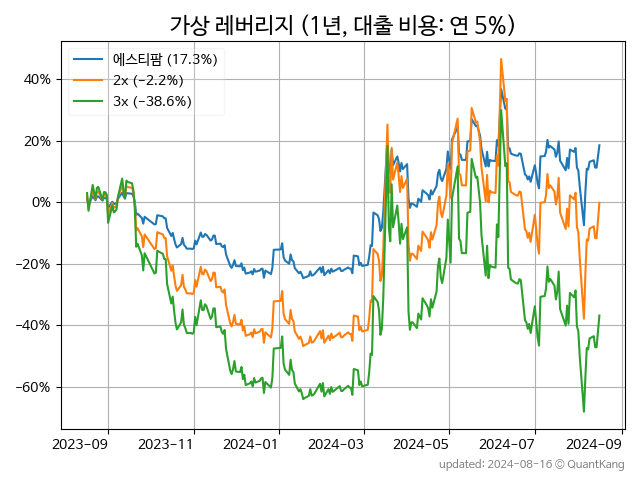 가상 레버리지 (1년, 대출 비용: 연 5%)
에스티팜 (17.3%)
2x (-2.2%)
3x (-38.6%)
40%
20%
0%
−20%
−40%
−60%
2023-09 2023-11 2024-01 2024-03 2024-05 2024-07 2024-09
updated: 2024-08-16 © QuantKang